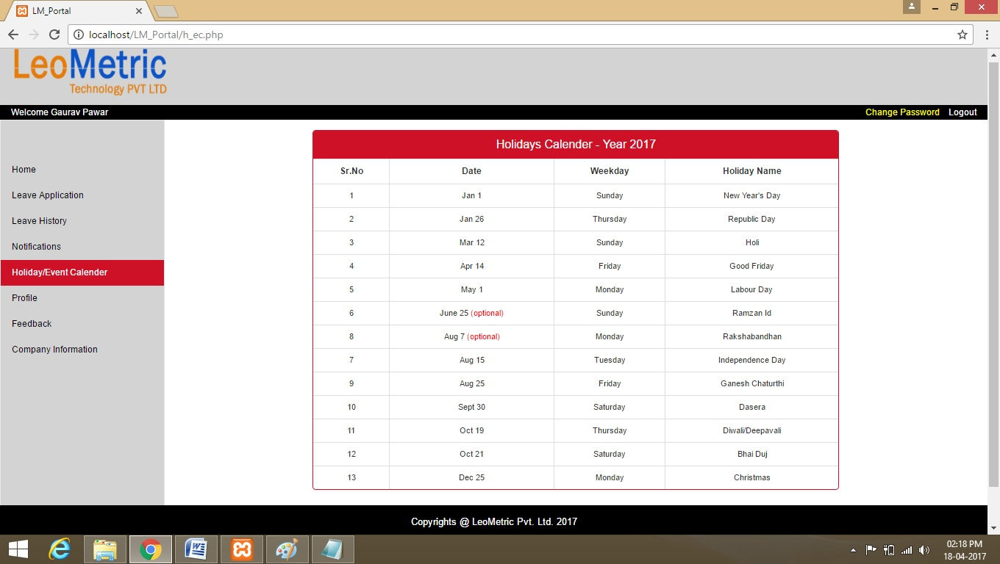 LM_Portal
localhost/LM_Portal/h_ec.php
LeoMetric
Technology PVT LTD
Welcome Gaurav Pawar Change Password Logout
Home
Leave Application
Leave History
Notifications
Holiday/Event Calender
Profile
Feedback
Company Information
Holidays Calender - Year 2017
Sr.No Date Weekday Holiday Name
1 Jan 1 Sunday New Year's Day
2 Jan 26 Thursday Republic Day
3 Mar 12 Sunday Holi
4 Apr 14 Friday Good Friday
5 May 1 Monday Labour Day
6 June 25 (optional) Sunday Ramzan Id
8 Aug 7 (optional) Monday Rakshabandhan
7 Aug 15 Tuesday Independence Day
9 Aug 25 Friday Ganesh Chaturthi
10 Sept 30 Saturday Dasera
11 Oct 19 Thursday Diwali/Deepavali
12 Oct 21 Saturday Bhai Duj
13 Dec 25 Monday Christmas
Copyrights @ LeoMetric Pvt. Ltd. 2017
02:18 PM
18-04-2017